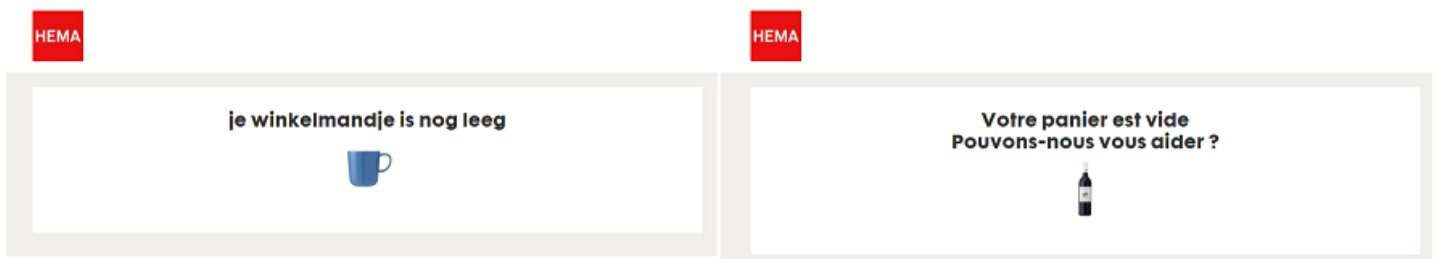 HEMA
je winkelmandje is nog leeg
HEMA
Votre panier est vide
Pouvons-nous vous aider ?